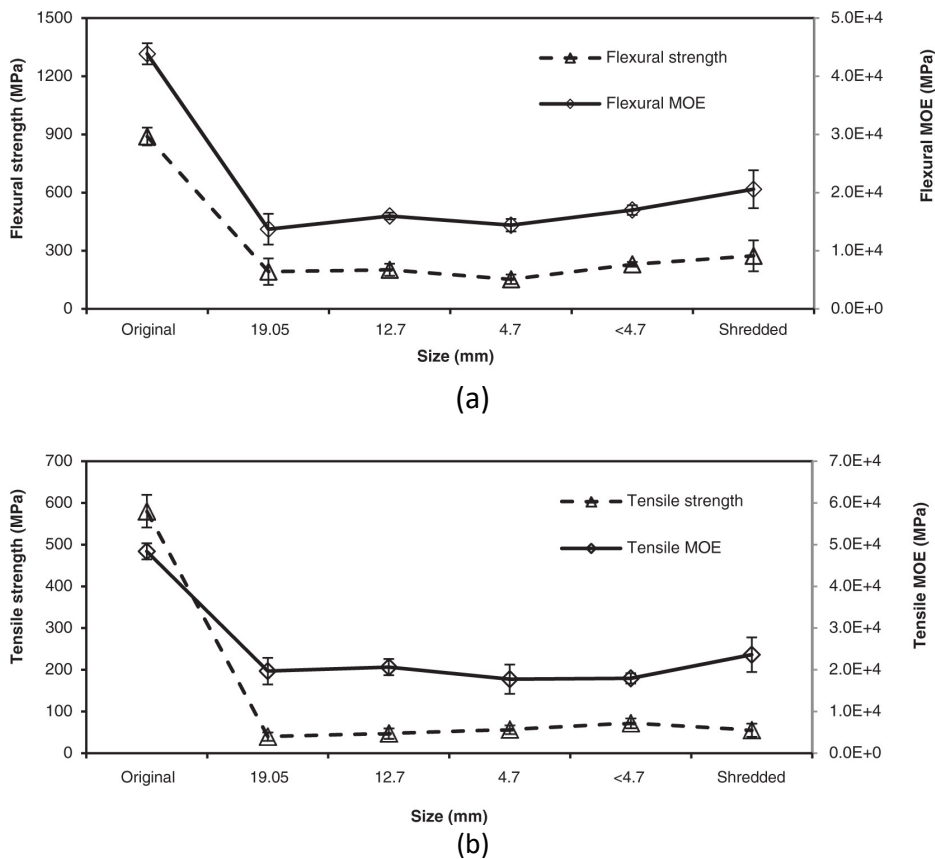 1500
1200
900
600
300
0
Flexural strength (MPa)
5.0E+4
4.0E+4
3.0E+4
2.0E+4
1.0E+4
0.0E+0
Flexural MOE (MPa)
Flexural strength
Flexural MOE
Original 19.05 12.7 4.7 <4.7 Shredded
Size (mm)
(a)
700
600
500
400
300
200
100
0
Tensile strength (MPa)
7.0E+4
6.0E+4
5.0E+4
4.0E+4
3.0E+4
2.0E+4
1.0E+4
0.0E+0
Tensile MOE (MPa)
Tensile strength
Tensile MOE
Original 19.05 12.7 4.7 <4.7 Shredded
Size (mm)
(b)